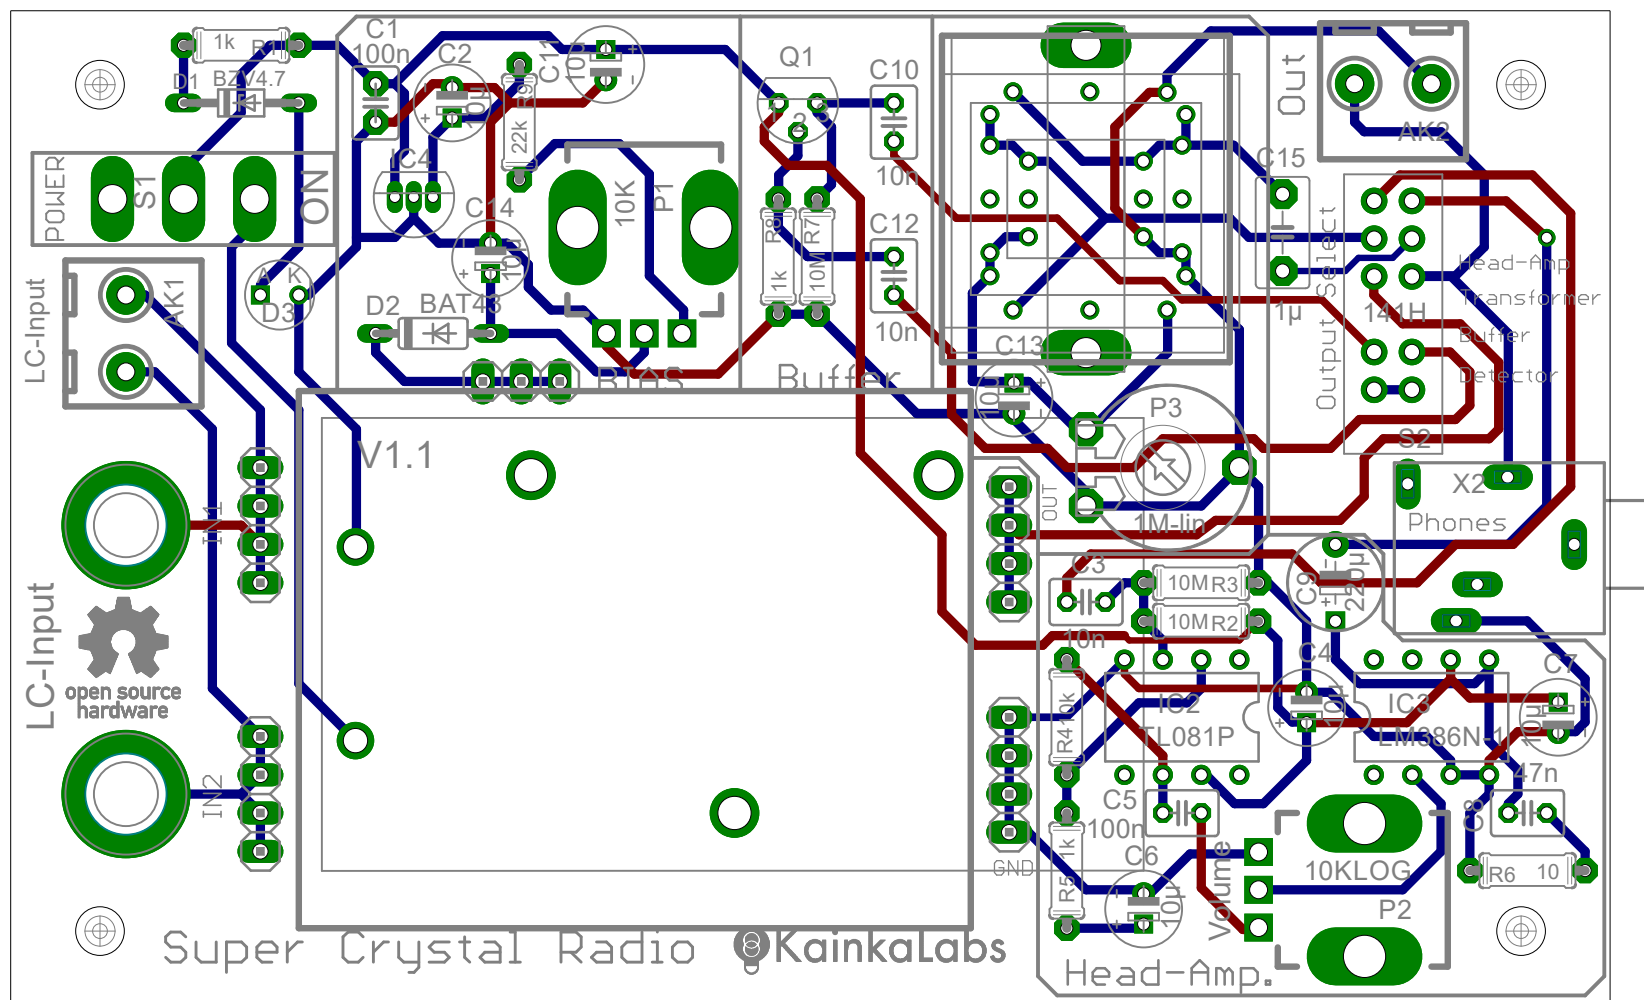 1k
R1
D1
BZV4.7
C1
100n
C2
10µ
C11
10µ
R9
22k
Q1
C10
10n
Out
AK2
POWER
S1
ON
IC4
C14
10µ
10K
P1
R8
1k
R7
10M
C12
10n
C15
1µ
Output Select
141H
Head-Amp
Transformer
Buffer
Detector
S2
LC-Input
AK1
A
K
D3
D2
BAT43
BIAS
Buffer
C13
10µ
P3
1M-lin
V1.1
IN1
OUT
X2
Phones
C9
220µ
C3
10n
10M
R3
10M
R2
LC-Input
open source
hardware
R4
10k
IC2
TL081P
C4
10µ
IC3
LM386N-1
C7
10µ
IN2
47n
C8
C5
100n
GND
R5
1k
C6
10µ
Volume
10KLOG
P2
R6
10
Super Crystal Radio
KainkaLabs
Head-Amp.